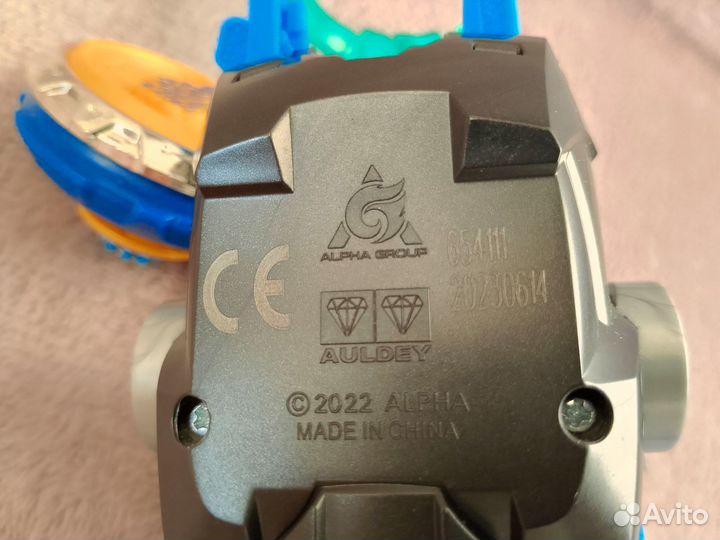 ALPHA GROUP
654111
20230614
CE
AULDEY
©2022 ALPHA
MADE IN CHINA
Avito